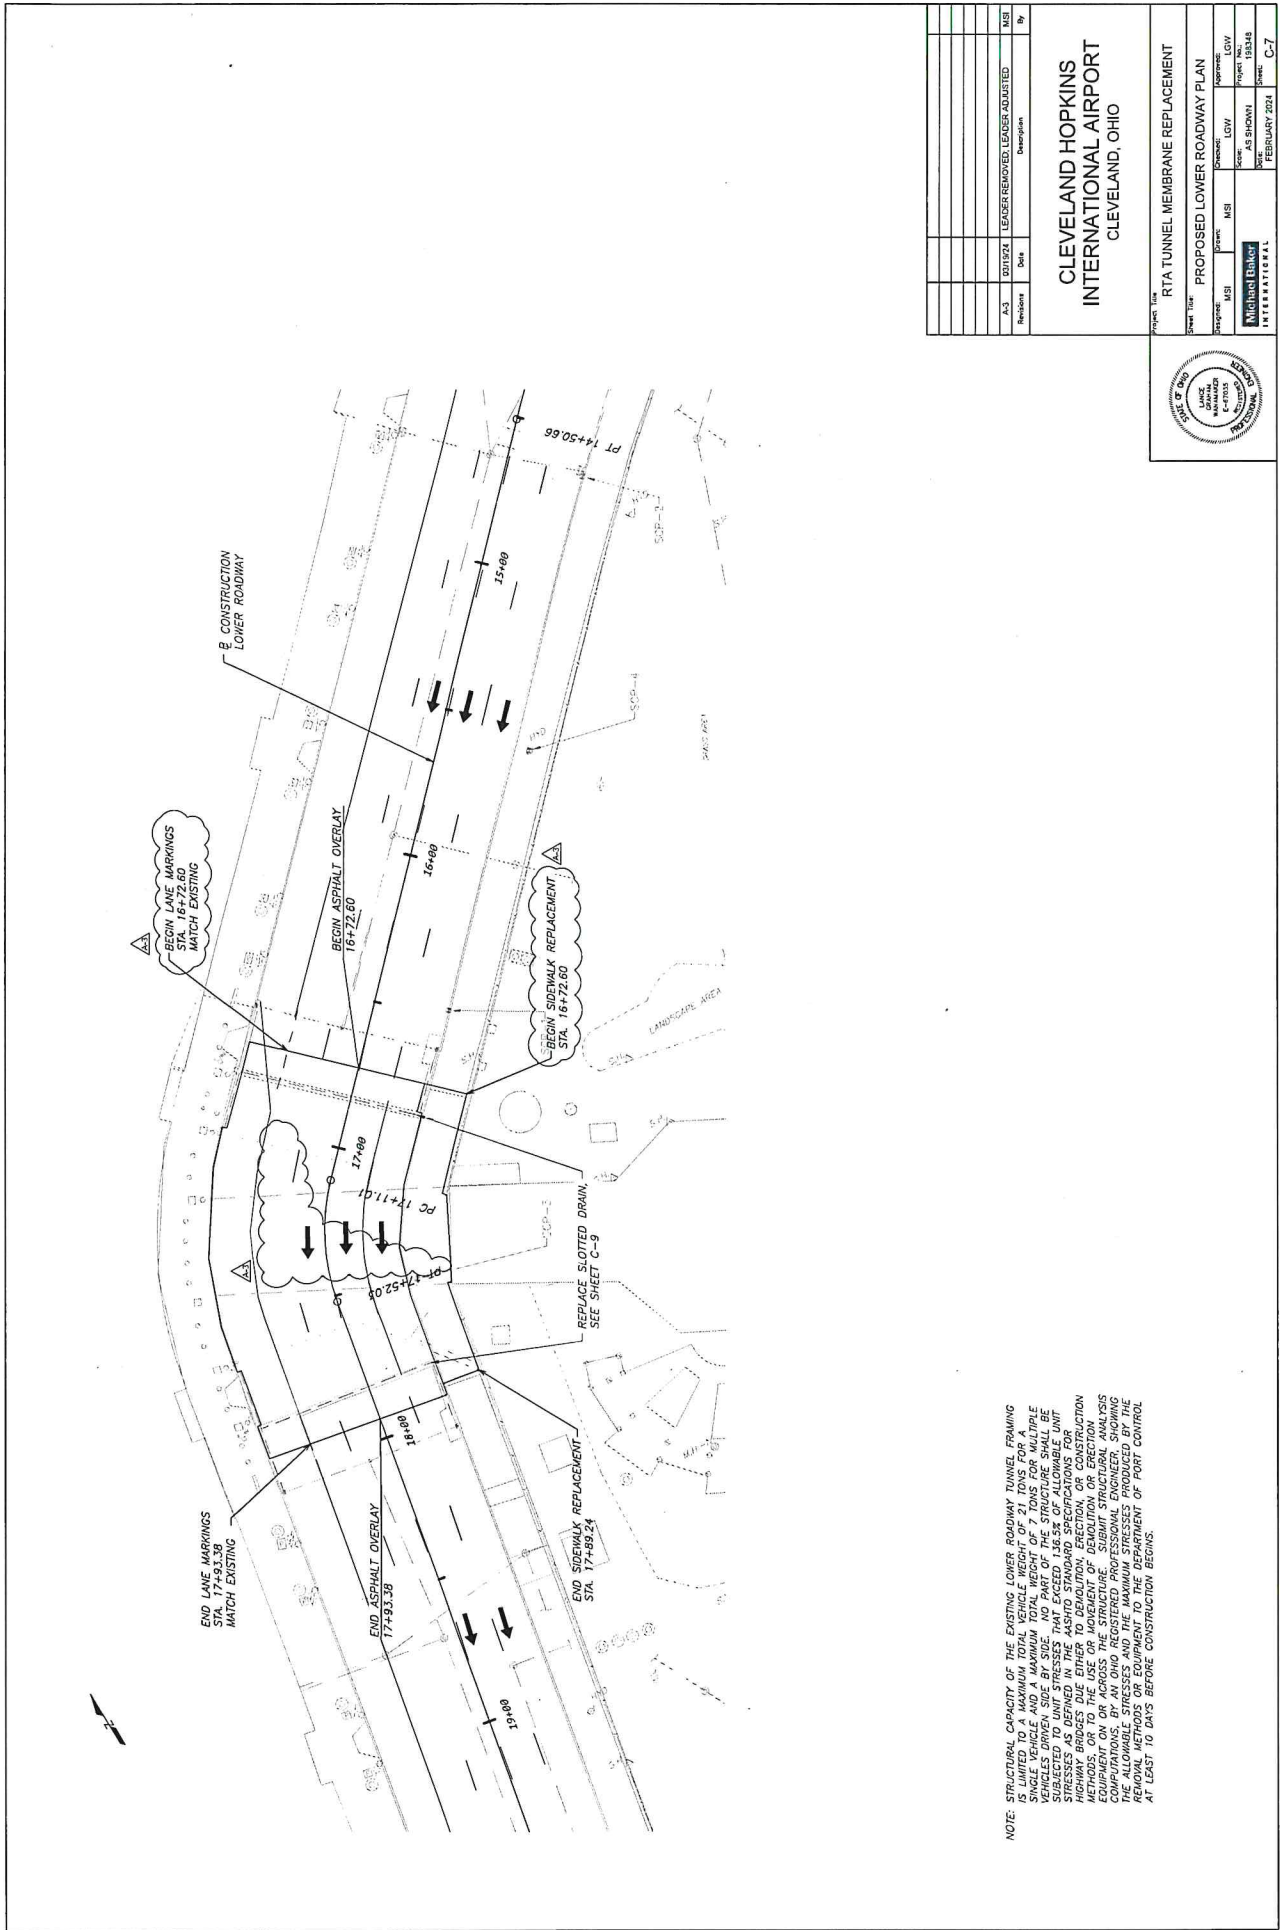 END LANE MARKINGS
STA. 17+93.38
MATCH EXISTING
BEGIN LANE MARKINGS
STA. 16+72.60
MATCH EXISTING
A-3
℄ CONSTRUCTION
LOWER ROADWAY
BEGIN ASPHALT OVERLAY
16+72.60
END ASPHALT OVERLAY
17+93.38
A-3
19+00
18+00
PT 17+52.03
PC 17+11.01
17+00
16+00
15+00
PT 14+50.66
END SIDEWALK REPLACEMENT
STA. 17+89.24
REPLACE SLOTTED DRAIN,
SEE SHEET C-9
BEGIN SIDEWALK REPLACEMENT
STA. 16+72.60
A-3
SCP-3
SCP-4
SCP-2
LANDSCAPE AREA
GRASS AREA
NOTE: STRUCTURAL CAPACITY OF THE EXISTING LOWER ROADWAY TUNNEL FRAMING
IS LIMITED TO A MAXIMUM TOTAL VEHICLE WEIGHT OF 21 TONS FOR A
SINGLE VEHICLE AND A MAXIMUM TOTAL WEIGHT OF 7 TONS FOR MULTIPLE
VEHICLES DRIVEN SIDE BY SIDE. NO PART OF THE STRUCTURE SHALL BE
SUBJECTED TO UNIT STRESSES THAT EXCEED 136.5% OF ALLOWABLE UNIT
STRESSES AS DEFINED IN THE AASHTO STANDARD SPECIFICATIONS FOR
HIGHWAY BRIDGES DUE EITHER TO DEMOLITION, ERECTION, OR CONSTRUCTION
METHODS, OR TO THE USE OR MOVEMENT OF DEMOLITION OR ERECTION
EQUIPMENT ON OR ACROSS THE STRUCTURE. SUBMIT STRUCTURAL ANALYSIS
COMPUTATIONS, BY AN OHIO REGISTERED PROFESSIONAL ENGINEER, SHOWING
THE ALLOWABLE STRESSES AND THE MAXIMUM STRESSES PRODUCED BY THE
REMOVAL METHODS OR EQUIPMENT TO THE DEPARTMENT OF PORT CONTROL
AT LEAST 10 DAYS BEFORE CONSTRUCTION BEGINS.
A-3 03/19/24 LEADER REMOVED; LEADER ADJUSTED MSI
Revisions Date Description By
CLEVELAND HOPKINS
INTERNATIONAL AIRPORT
CLEVELAND, OHIO
STATE OF OHIO
LANCE
GRAHAM
WANAMAKER
E-67035
REGISTERED
PROFESSIONAL ENGINEER
Project Title
RTA TUNNEL MEMBRANE REPLACEMENT
Sheet Title:
PROPOSED LOWER ROADWAY PLAN
Designed: MSI Drawn: MSI Checked: LGW Approved: LGW
Michael Baker
INTERNATIONAL
Scale: AS SHOWN
Project No.: 198348
Date: FEBRUARY 2024
Sheet: C-7